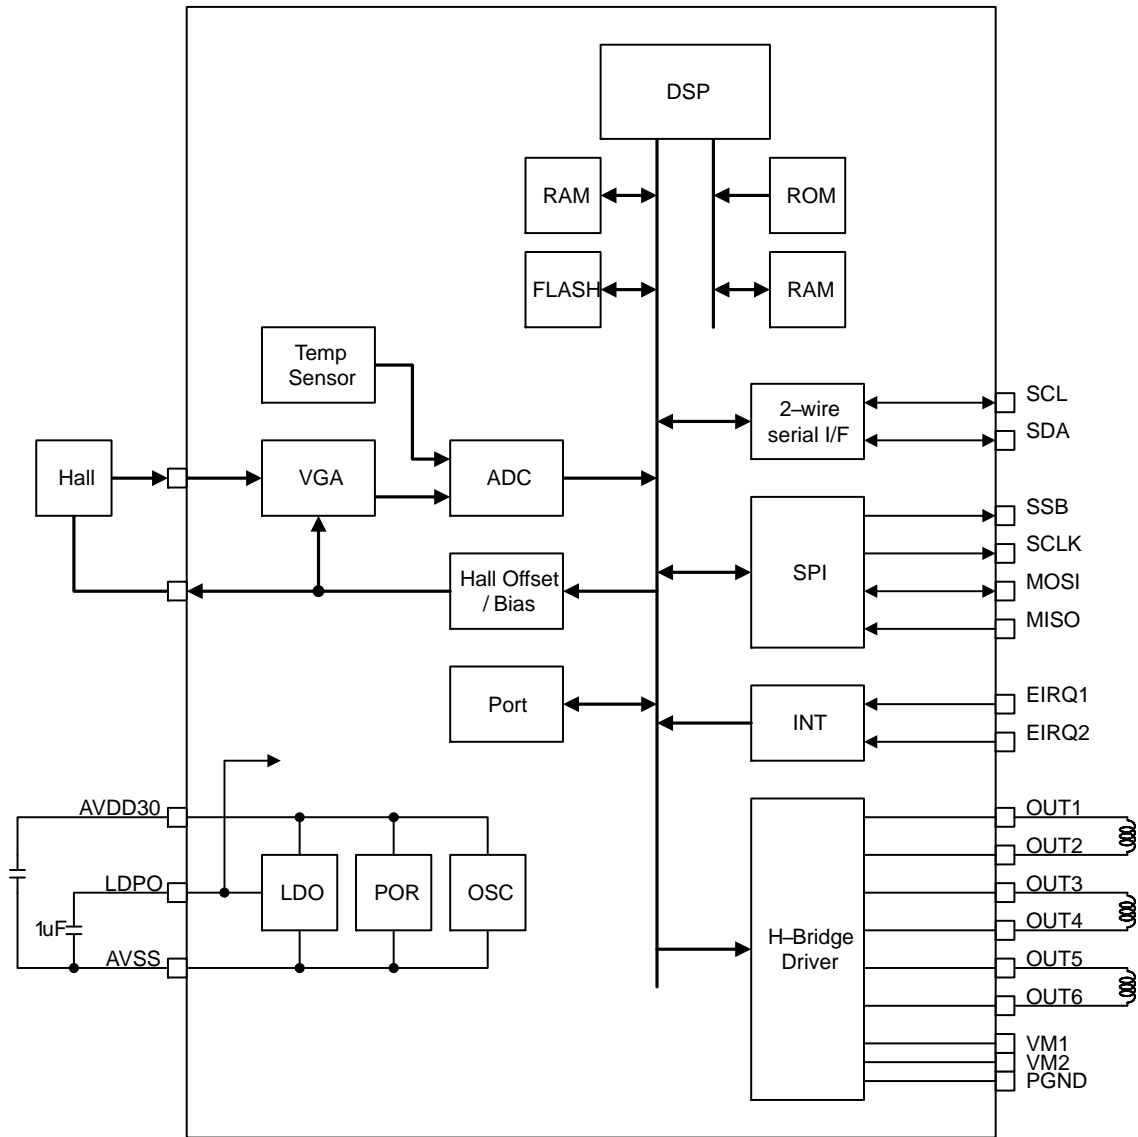 DSP
RAM
ROM
FLASH
RAM
Temp
Sensor
2–wire
serial I/F
SCL
SDA
Hall
VGA
ADC
SSB
SCLK
MOSI
MISO
SPI
Hall Offset
/ Bias
Port
INT
EIRQ1
EIRQ2
AVDD30
LDPO
1uF
AVSS
LDO
POR
OSC
H–Bridge
Driver
OUT1
OUT2
OUT3
OUT4
OUT5
OUT6
VM1
VM2
PGND